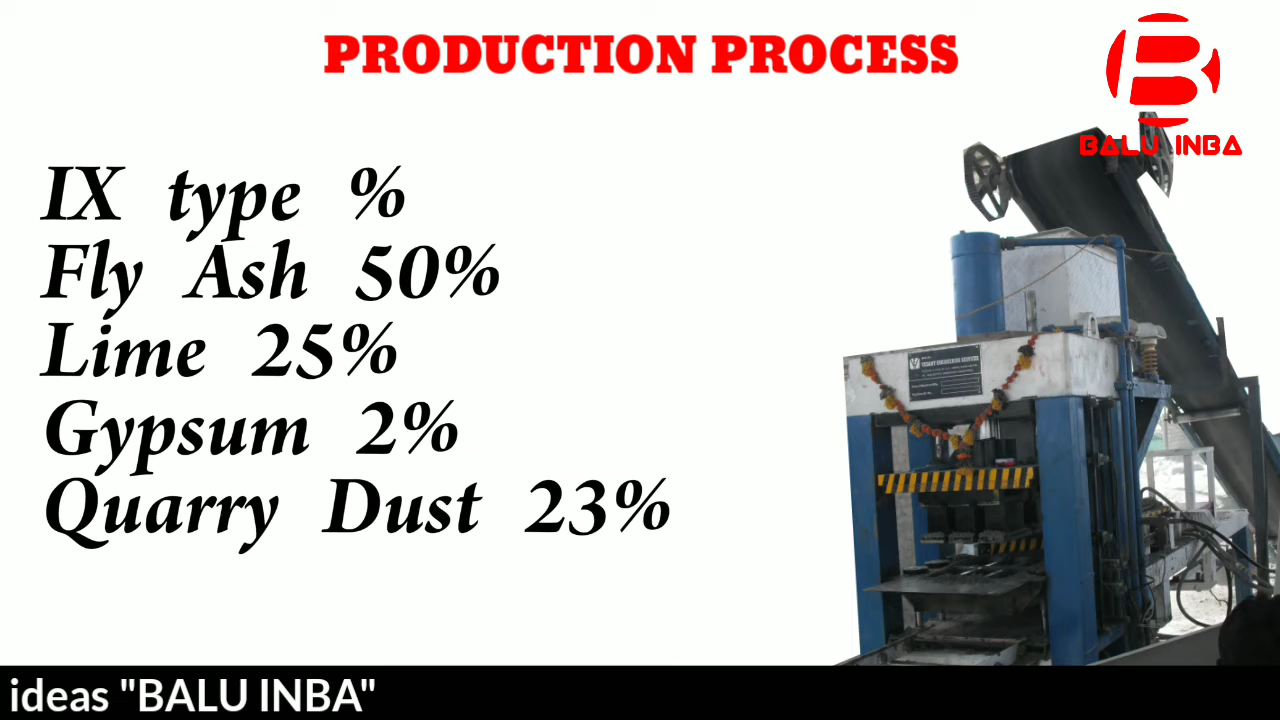 PRODUCTION PROCESS
BALU INBA
IX type %
Fly Ash 50%
Lime 25%
Gypsum 2%
Quarry Dust 23%
ideas "BALU INBA"